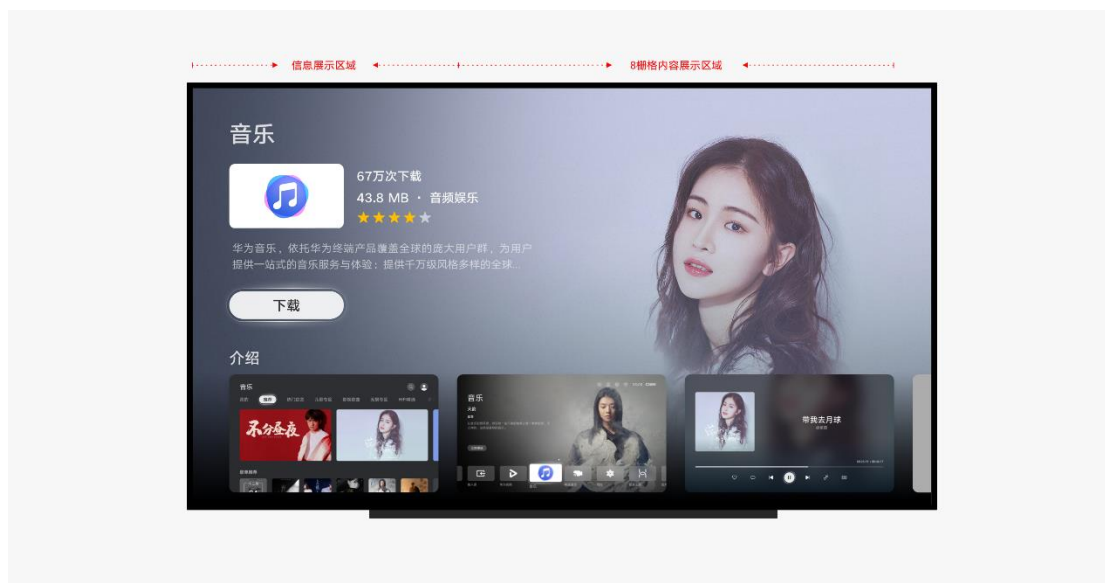 信息展示区域
8栅格内容展示区域
音乐
67万次下载
43.8 MB · 音频娱乐
华为音乐，依托华为终端产品覆盖全球的庞大用户群，为用户
提供一站式的音乐服务与体验；提供千万级风格多样的全球...
下载
介绍
音乐
推荐
不分昼夜
音乐
带我去月球